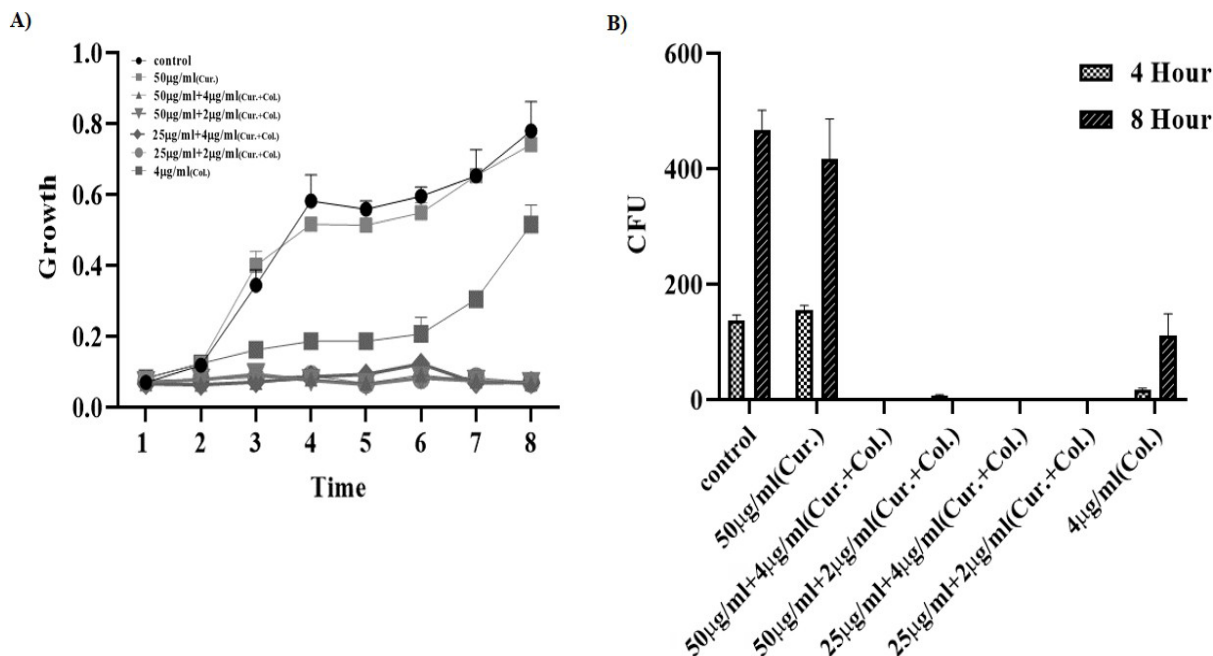 A)
1.0
0.8
0.6
0.4
0.2
0.0
Growth
control
50μg/ml(Cur.)
50μg/ml+4μg/ml(Cur.+Col.)
50μg/ml+2μg/ml(Cur.+Col.)
25μg/ml+4μg/ml(Cur.+Col.)
25μg/ml+2μg/ml(Cur.+Col.)
4μg/ml(Col.)
1 2 3 4 5 6 7 8
Time
B)
600
400
200
0
CFU
4 Hour
8 Hour
control
50μg/ml(Cur.)
50μg/ml+4μg/ml(Cur.+Col.)
50μg/ml+2μg/ml(Cur.+Col.)
25μg/ml+4μg/ml(Cur.+Col.)
25μg/ml+2μg/ml(Cur.+Col.)
4μg/ml(Col.)